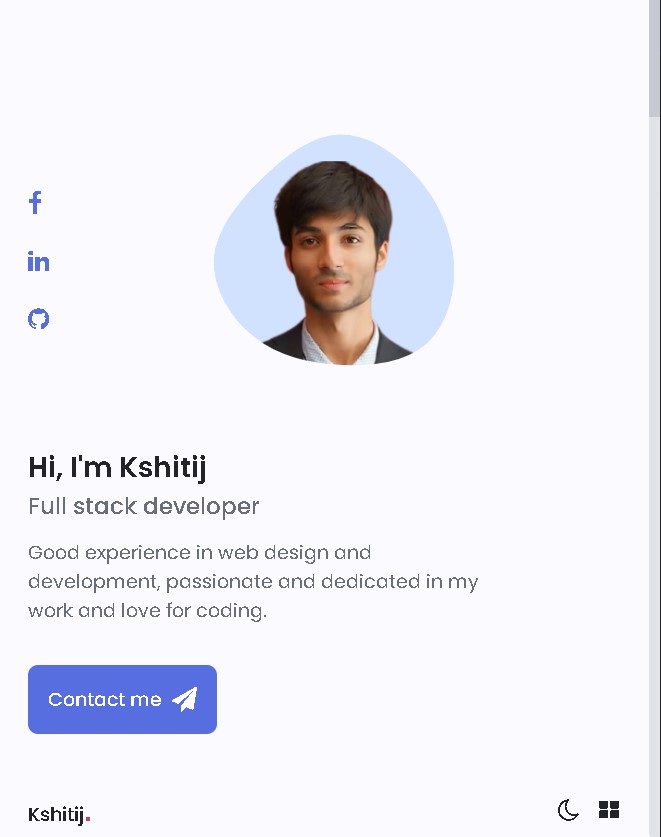 Hi, I'm Kshitij
Full stack developer
Good experience in web design and
development, passionate and dedicated in my
work and love for coding.
Contact me
Kshitij.